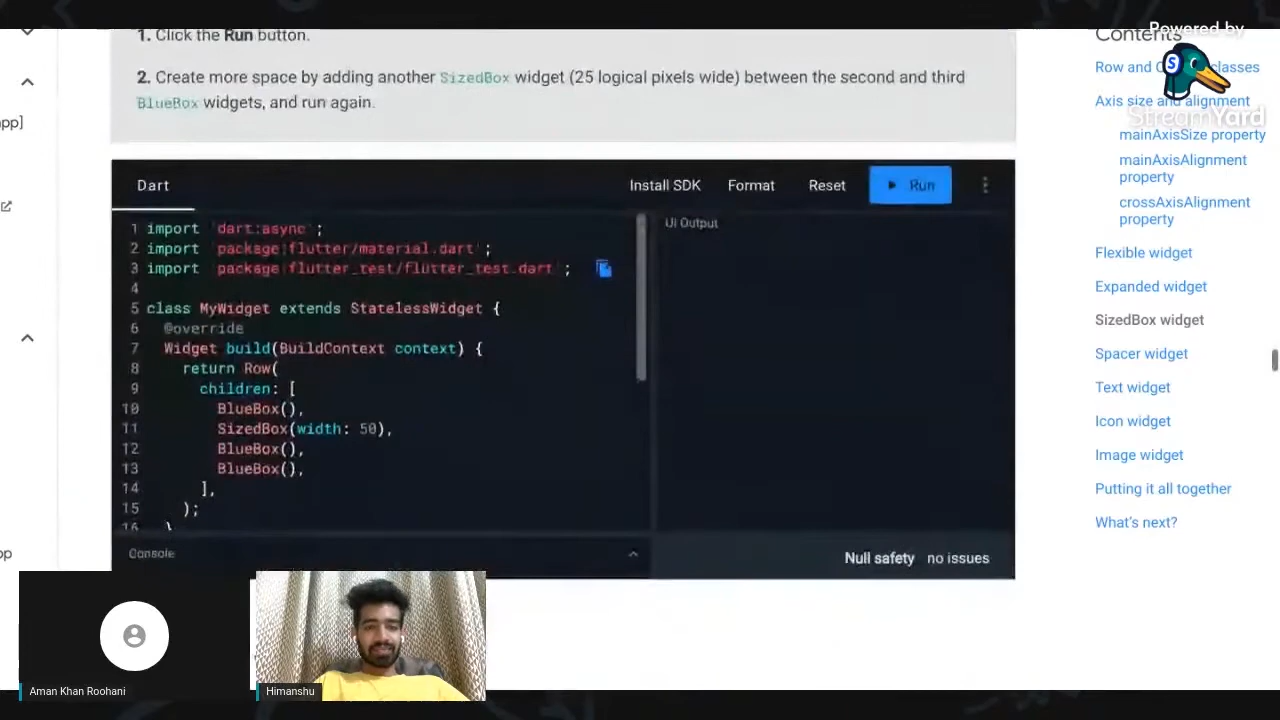 1. Click the Run button.
2. Create more space by adding another SizedBox widget (25 logical pixels wide) between the second and third
BlueBox widgets, and run again.
app]
pp
Dart
Install SDK
Format
Reset
Run
1 import 'dart:async';
2 import 'package:flutter/material.dart';
3 import 'package:flutter_test/flutter_test.dart';
4
5 class MyWidget extends StatelessWidget {
6 @override
7 Widget build(BuildContext context) {
8 return Row(
9 children: [
10 BlueBox(),
11 SizedBox(width: 50),
12 BlueBox(),
13 BlueBox(),
14 ],
15 );
16 }
UI Output
Console
Null safety
no issues
Contents
Row and C classes
Axis size and alignment
mainAxisSize property
mainAxisAlignment
property
crossAxisAlignment
property
Flexible widget
Expanded widget
SizedBox widget
Spacer widget
Text widget
Icon widget
Image widget
Putting it all together
What's next?
Powered by
S
StreamYard
Aman Khan Roohani
Himanshu